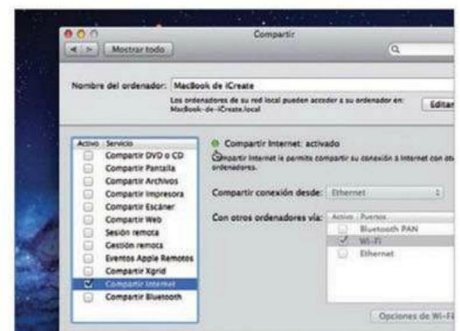 Compartir
Mostrar todo
Nombre del ordenador: MacBook de iCreate
Los ordenadores de su red local pueden acceder a su ordenador en:
MacBook-de-iCreate.local
Editar
Activo Servicio
Compartir DVD o CD
Compartir Pantalla
Compartir Archivos
Compartir Impresora
Compartir Escáner
Compartir Web
Sesión remota
Gestión remota
Eventos Apple Remotos
Compartir Xgrid
Compartir Internet
Compartir Bluetooth
Compartir Internet: activado
Compartir Internet le permite compartir su conexión a Internet con
ordenadores.
Compartir conexión desde: Ethernet
Con otros ordenadores vía:
Activo Puertos
Bluetooth PAN
Wi-Fi
Ethernet
Opciones de Wi-Fi